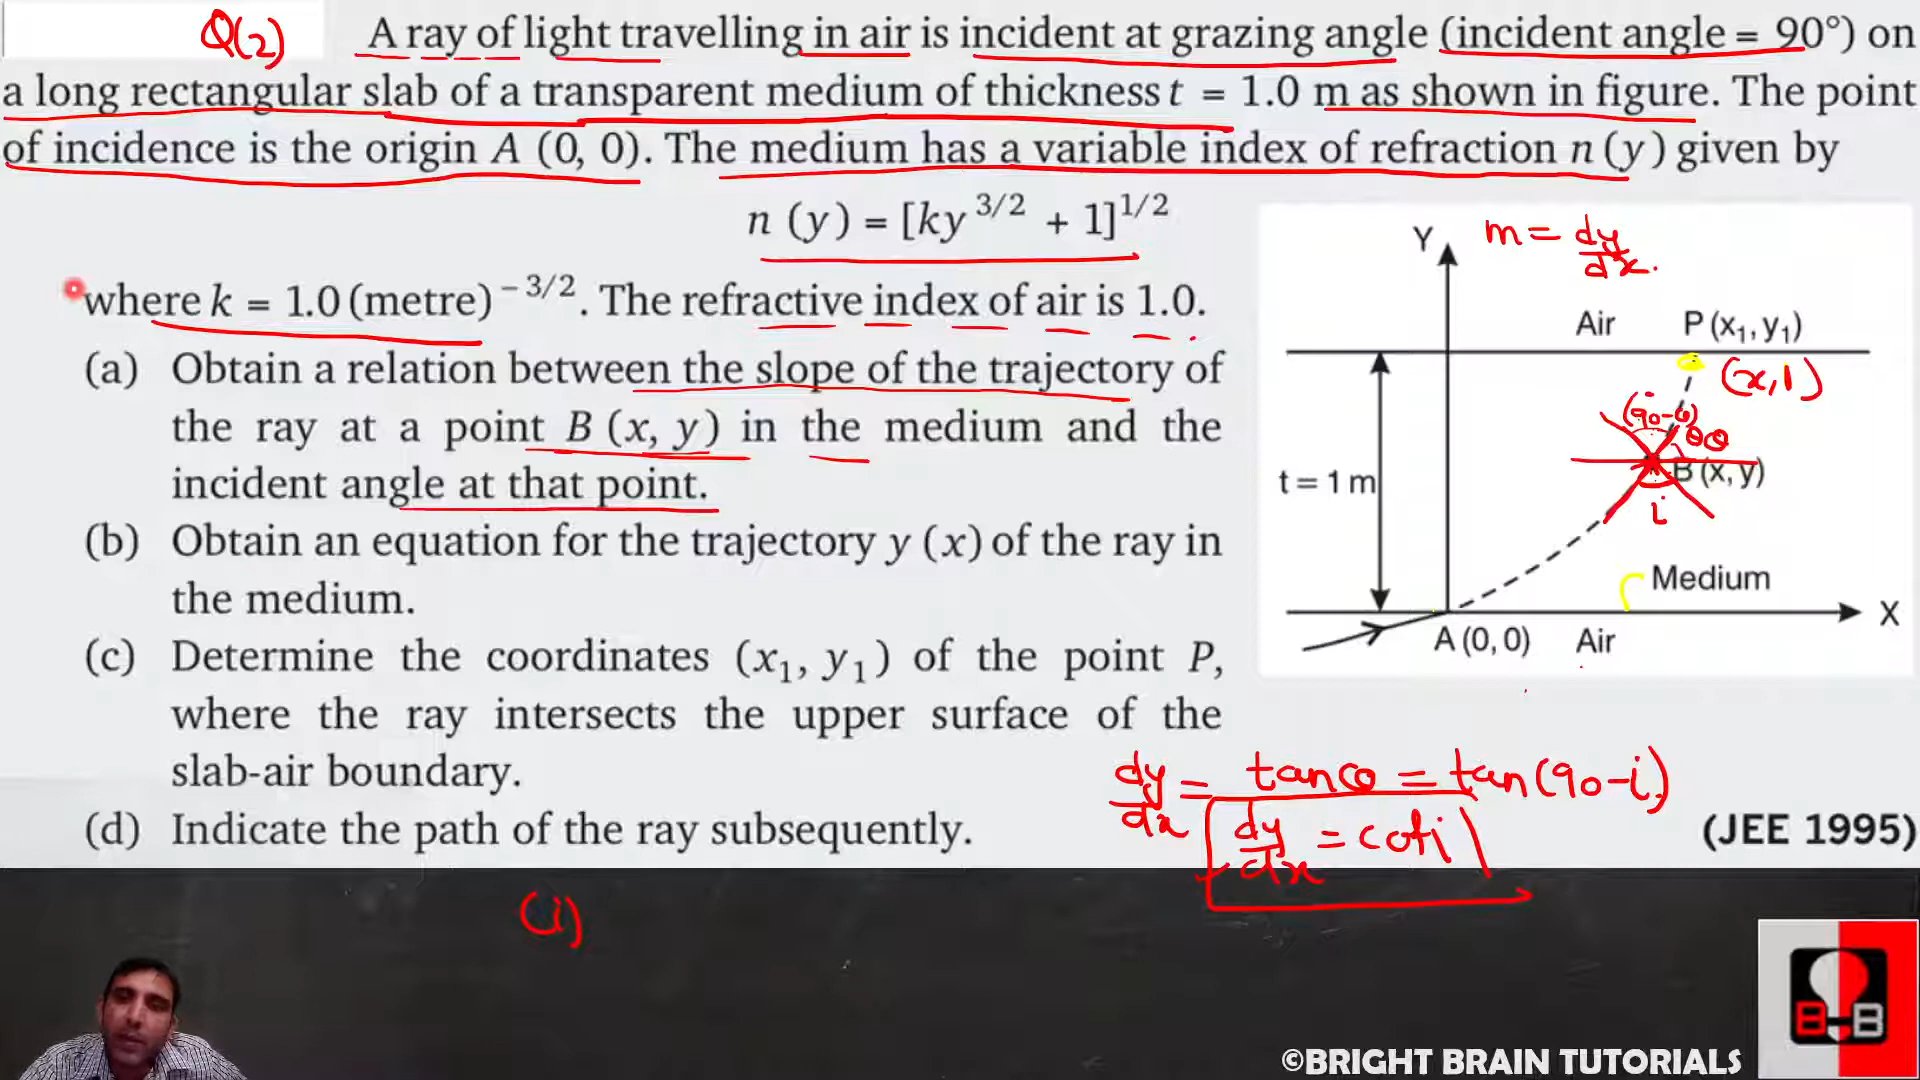 Q(2)
A ray of light travelling in air is incident at grazing angle (incident angle = 90°) on
a long rectangular slab of a transparent medium of thickness t = 1.0 m as shown in figure. The point
of incidence is the origin A (0, 0). The medium has a variable index of refraction n (y) given by
n (y) = [ky^{3/2} + 1]^{1/2}
where k = 1.0 (metre)^{-3/2}. The refractive index of air is 1.0.
(a) Obtain a relation between the slope of the trajectory of
the ray at a point B (x, y) in the medium and the
incident angle at that point.
(b) Obtain an equation for the trajectory y (x) of the ray in
the medium.
(c) Determine the coordinates (x₁, y₁) of the point P,
where the ray intersects the upper surface of the
slab-air boundary.
(d) Indicate the path of the ray subsequently.
(JEE 1995)
Y
m = dy/dx.
Air
P (x₁, y₁)
(x, 1)
(90-θ)
θ
B (x, y)
t = 1 m
i
Medium
X
A (0, 0)
Air
dy/dx = tan θ = tan(90-i)
dy/dx = cot i
(i)
B-B
©BRIGHT BRAIN TUTORIALS